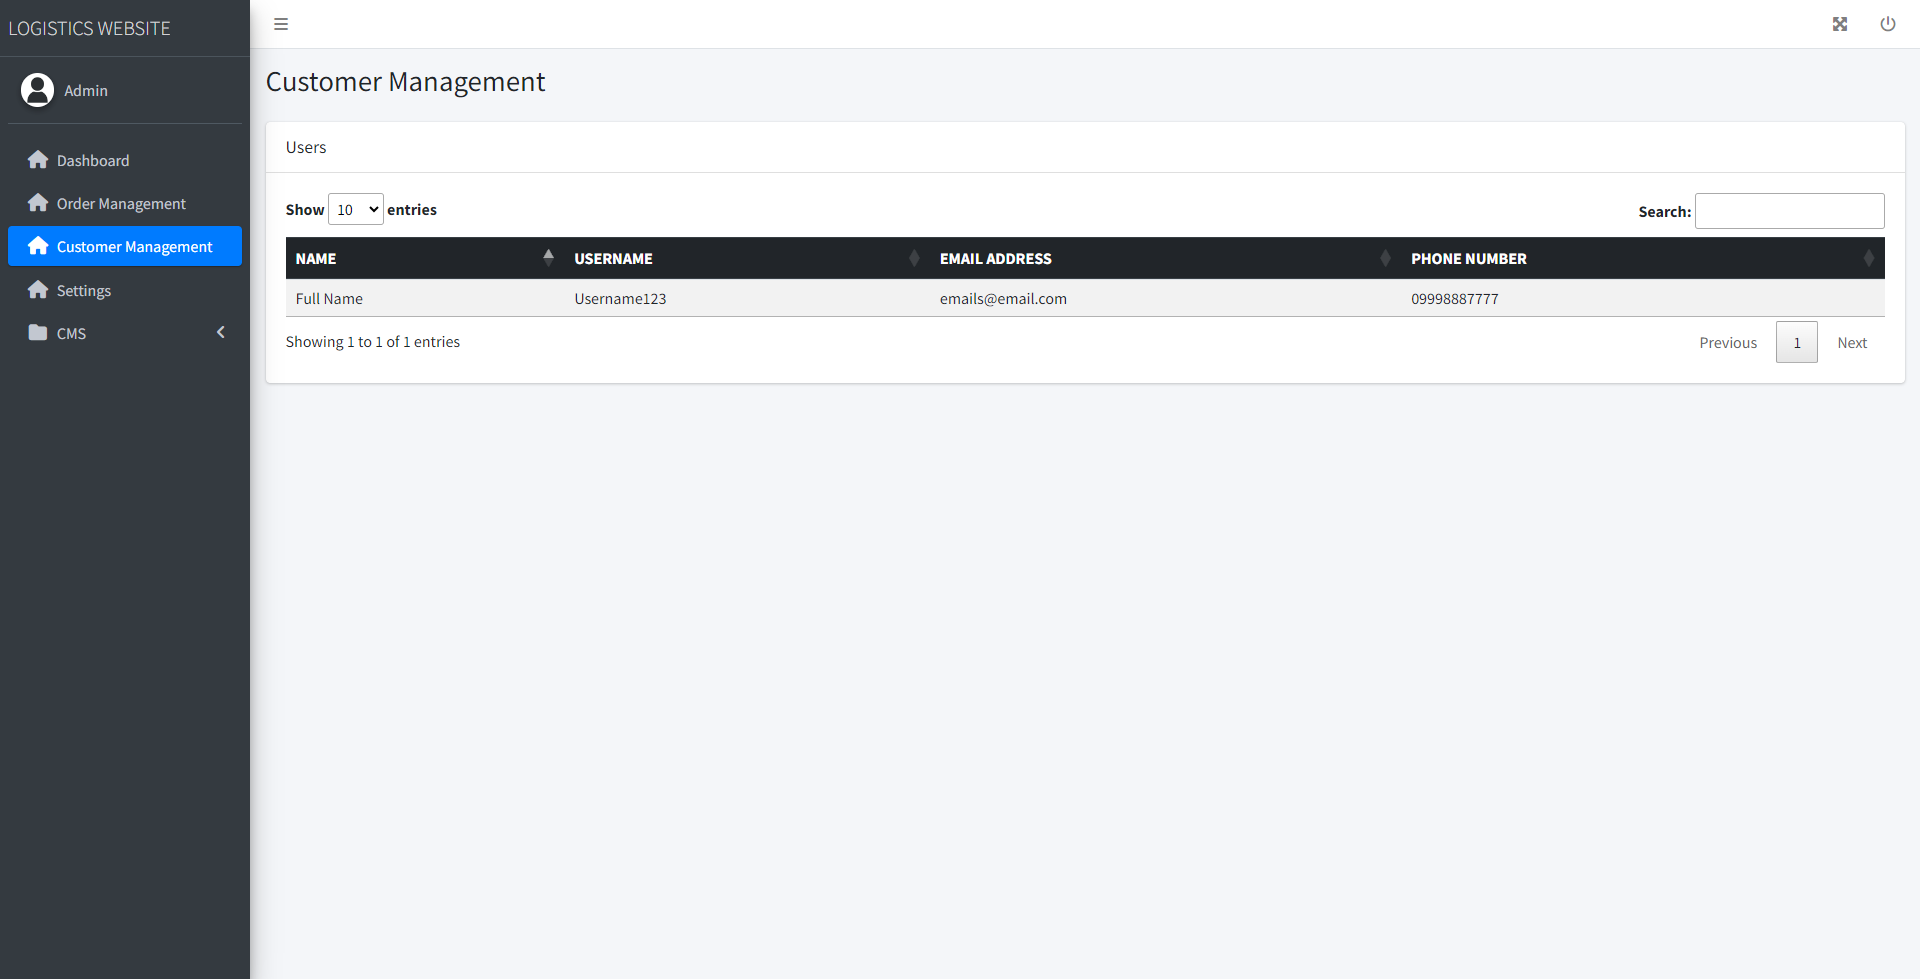 LOGISTICS WEBSITE
Admin
Dashboard
Order Management
Customer Management
Settings
CMS
Customer Management
Users
Show 10 entries
Search:
NAME USERNAME EMAIL ADDRESS PHONE NUMBER
Full Name Username123 emails@email.com 09998887777
Showing 1 to 1 of 1 entries
Previous 1 Next